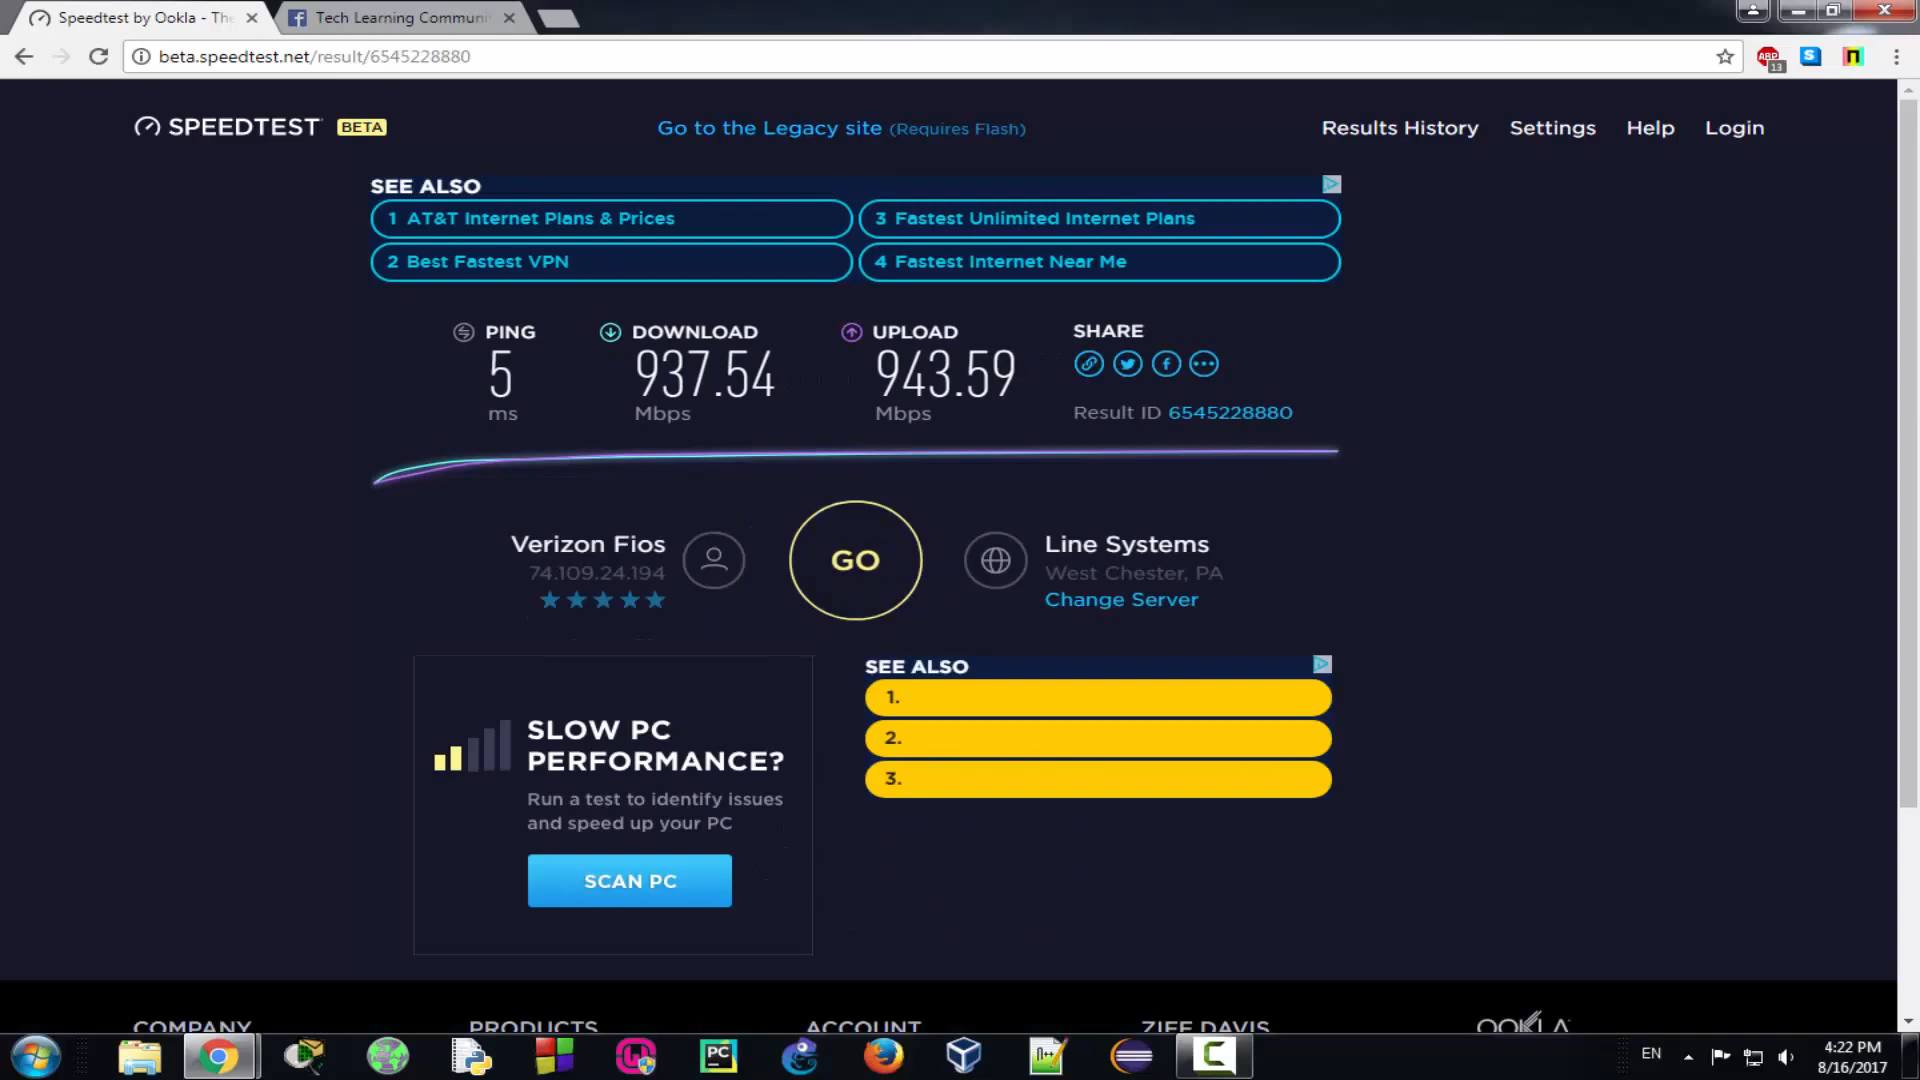 Speedtest by Ookla - The
Tech Learning Communi
beta.speedtest.net/result/6545228880
ABP
13
S
SPEEDTEST BETA
Go to the Legacy site (Requires Flash)
Results History Settings Help Login
SEE ALSO
1 AT&T Internet Plans & Prices
3 Fastest Unlimited Internet Plans
2 Best Fastest VPN
4 Fastest Internet Near Me
PING
5
ms
DOWNLOAD
937.54
Mbps
UPLOAD
943.59
Mbps
SHARE
Result ID 6545228880
Verizon Fios
74.109.24.194
GO
Line Systems
West Chester, PA
Change Server
SLOW PC
PERFORMANCE?
Run a test to identify issues
and speed up your PC
SCAN PC
SEE ALSO
1.
2.
3.
COMPANY PRODUCTS ACCOUNT ZIFF DAVIS OOKLA
PC
EN
4:22 PM
8/16/2017